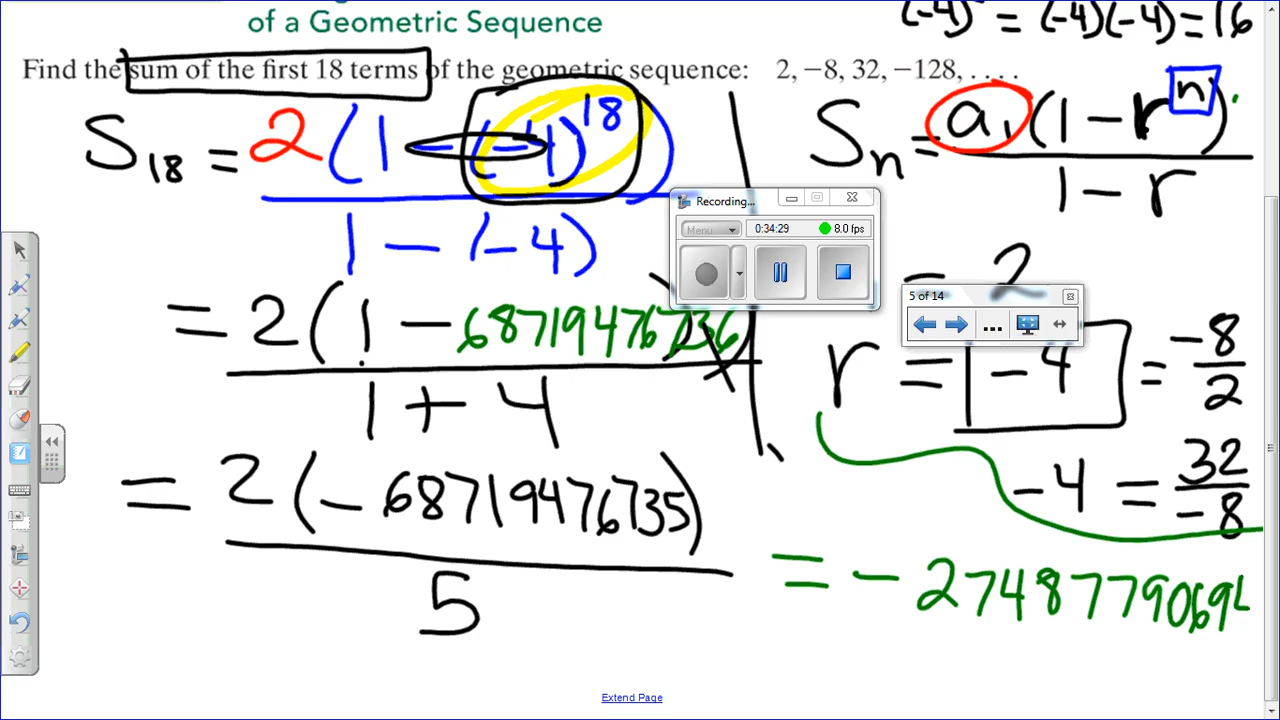 of a Geometric Sequence
(-4) = (-4)(-4) = 16
Find the sum of the first 18 terms of the geometric sequence: 2, −8, 32, −128, . . . .
S18 = 2(1 - (-4)^18) / 1 - (-4)
Sn = a1(1 - r^n) / 1 - r
Recording...
Menu
0:34:29
8.0 fps
= 2
5 of 14
...
= 2(1 - 68719476736) / 1 + 4
r = -4 = -8/2
-4 = 32/-8
= 2(-68719476735) / 5
= -27487790694
Extend Page